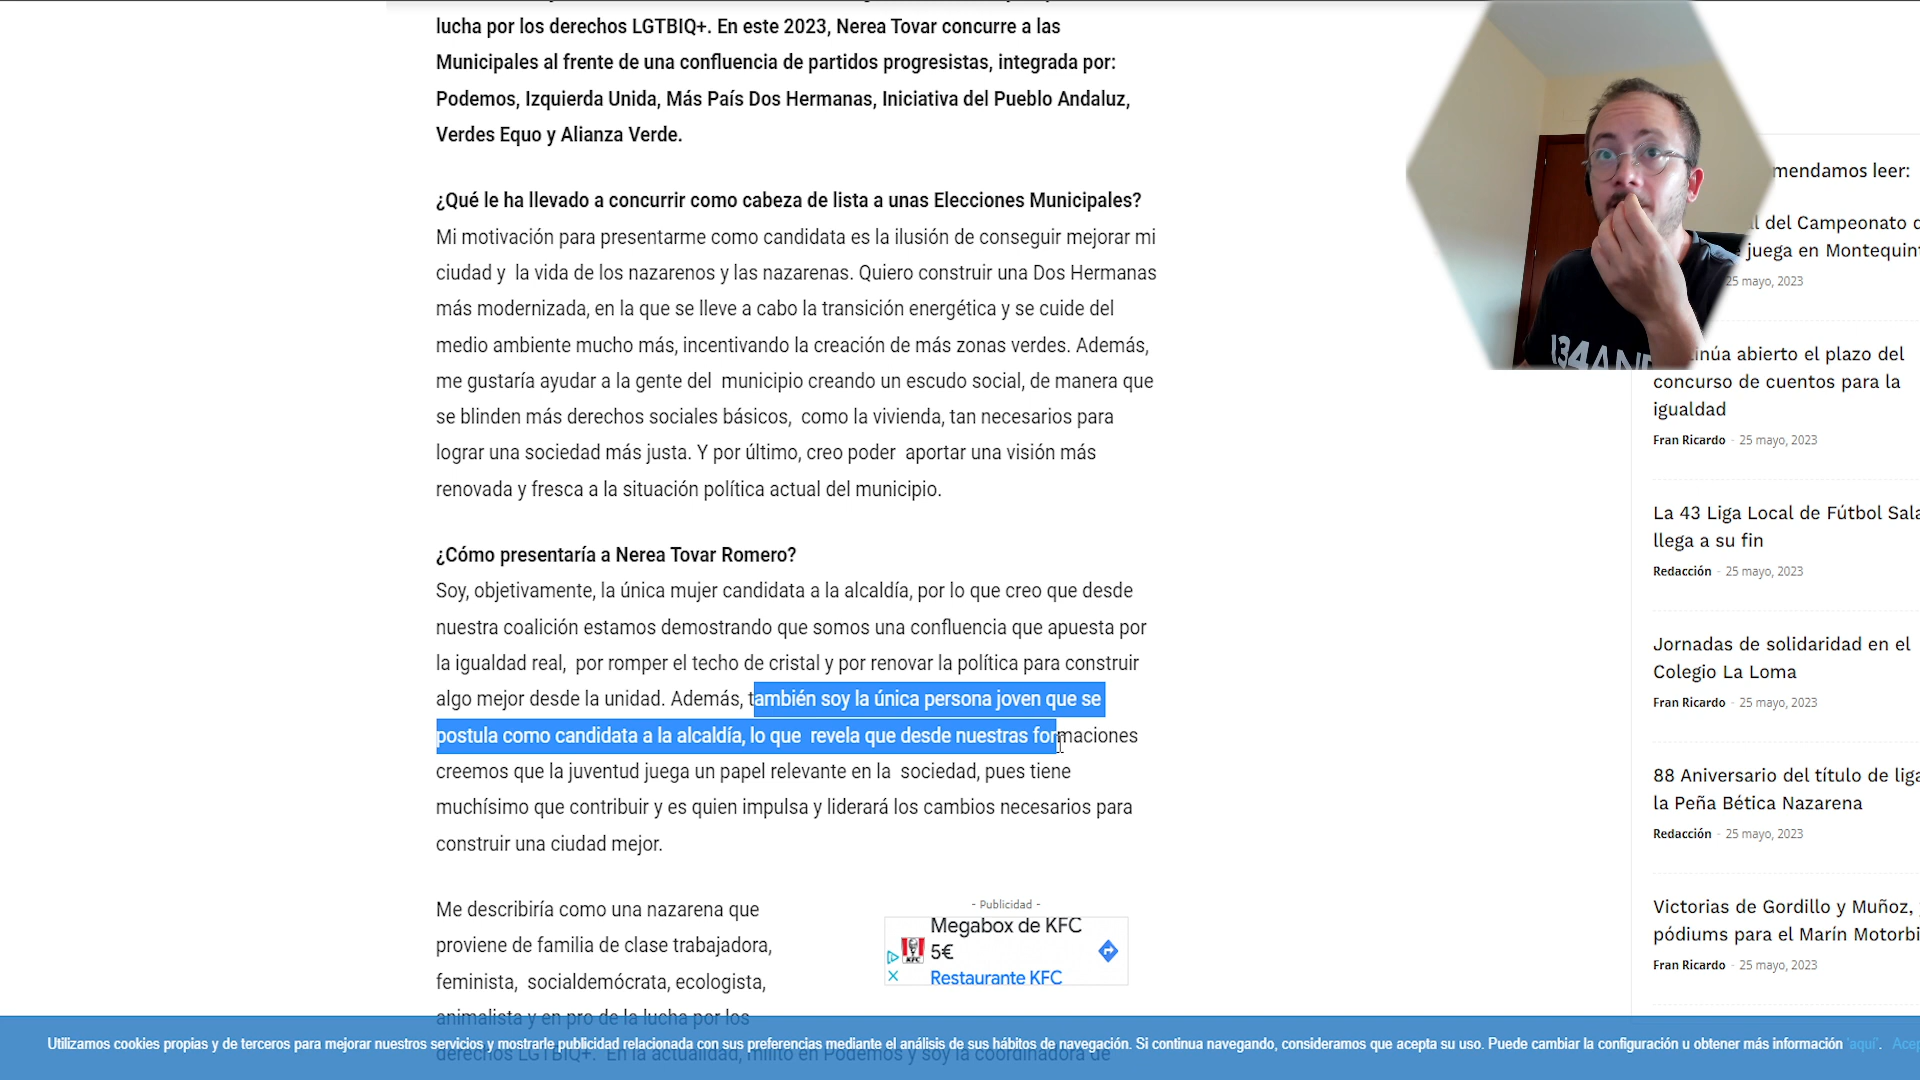 lucha por los derechos LGTBIQ+. En este 2023, Nerea Tovar concurre a las
Municipales al frente de una confluencia de partidos progresistas, integrada por:
Podemos, Izquierda Unida, Más País Dos Hermanas, Iniciativa del Pueblo Andaluz,
Verdes Equo y Alianza Verde.
¿Qué le ha llevado a concurrir como cabeza de lista a unas Elecciones Municipales?
Mi motivación para presentarme como candidata es la ilusión de conseguir mejorar mi
ciudad y la vida de los nazarenos y las nazarenas. Quiero construir una Dos Hermanas
más modernizada, en la que se lleve a cabo la transición energética y se cuide del
medio ambiente mucho más, incentivando la creación de más zonas verdes. Además,
me gustaría ayudar a la gente del municipio creando un escudo social, de manera que
se blinden más derechos sociales básicos, como la vivienda, tan necesarios para
lograr una sociedad más justa. Y por último, creo poder aportar una visión más
renovada y fresca a la situación política actual del municipio.
¿Cómo presentaría a Nerea Tovar Romero?
Soy, objetivamente, la única mujer candidata a la alcaldía, por lo que creo que desde
nuestra coalición estamos demostrando que somos una confluencia que apuesta por
la igualdad real, por romper el techo de cristal y por renovar la política para construir
algo mejor desde la unidad. Además, también soy la única persona joven que se
postula como candidata a la alcaldía, lo que revela que desde nuestras formaciones
creemos que la juventud juega un papel relevante en la sociedad, pues tiene
muchísimo que contribuir y es quien impulsa y liderará los cambios necesarios para
construir una ciudad mejor.
Me describiría como una nazarena que
proviene de familia de clase trabajadora,
feminista, socialdemócrata, ecologista,
animalista y en pro de la lucha por los
derechos LGTBIQ+. En la actualidad, milito en Podemos y soy la coordinadora de
- Publicidad -
Megabox de KFC
5€
Restaurante KFC
KFC
mendamos leer:
l del Campeonato
juega en Montequint
25 mayo, 2023
inúa abierto el plazo del
concurso de cuentos para la
igualdad
Fran Ricardo - 25 mayo, 2023
La 43 Liga Local de Fútbol Sala
llega a su fin
Redacción - 25 mayo, 2023
Jornadas de solidaridad en el
Colegio La Loma
Fran Ricardo - 25 mayo, 2023
88 Aniversario del título de liga
la Peña Bética Nazarena
Redacción - 25 mayo, 2023
Victorias de Gordillo y Muñoz,
pódiums para el Marín Motorbi
Fran Ricardo - 25 mayo, 2023
Utilizamos cookies propias y de terceros para mejorar nuestros servicios y mostrarle publicidad relacionada con sus preferencias mediante el análisis de sus hábitos de navegación. Si continua navegando, consideramos que acepta su uso. Puede cambiar la configuración u obtener más información 'aquí'. Acep